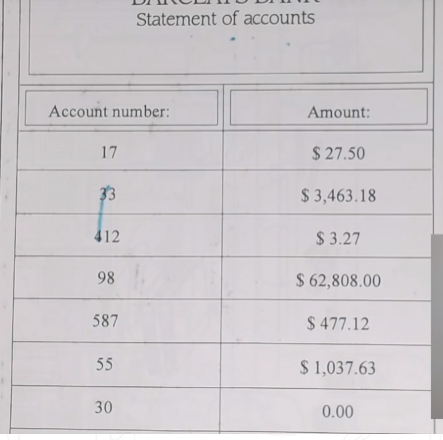 Statement of accounts
Account number: Amount:
17 $ 27.50
33 $ 3,463.18
412 $ 3.27
98 $ 62,808.00
587 $ 477.12
55 $ 1,037.63
30 0.00